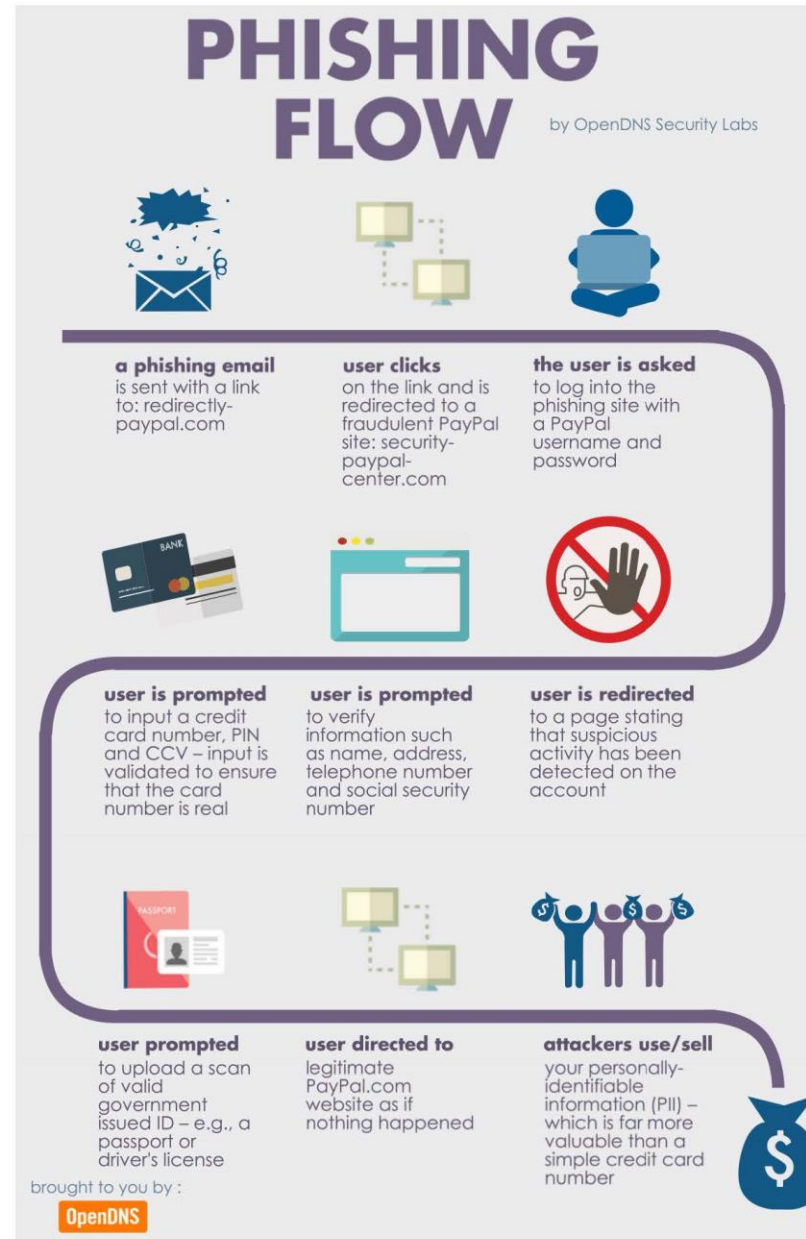 PHISHING
FLOW
by OpenDNS Security Labs
a phishing email
is sent with a link
to: redirectly-
paypal.com
user clicks
on the link and is
redirected to a
fraudulent PayPal
site: security-
paypal-
center.com
the user is asked
to log into the
phishing site with
a PayPal
username and
password
BANK
user is redirected
to a page stating
that suspicious
activity has been
detected on the
account
user is prompted
to verify
information such
as name, address,
telephone number
and social security
number
user is prompted
to input a credit
card number, PIN
and CCV – input is
validated to ensure
that the card
number is real
PASSPORT
$
$
$
user prompted
to upload a scan
of valid
government
issued ID – e.g., a
passport or
driver's license
user directed to
legitimate
PayPal.com
website as if
nothing happened
attackers use/sell
your personally-
identifiable
information (PII) –
which is far more
valuable than a
simple credit card
number
$
brought to you by :
OpenDNS